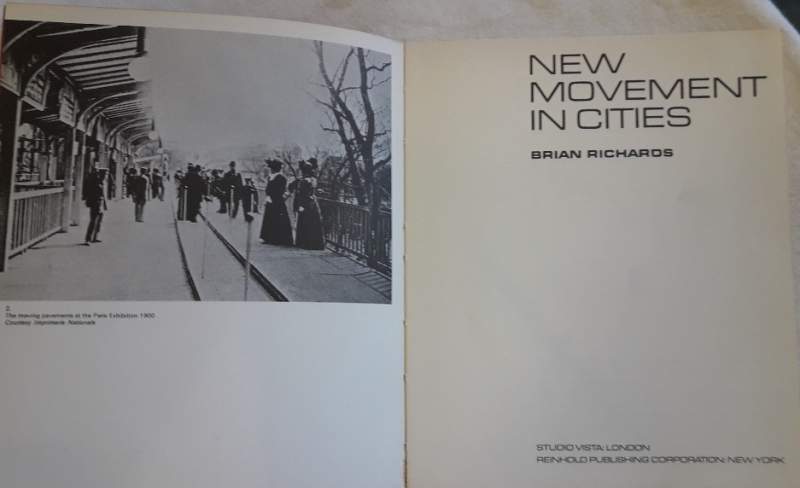 2.
The moving pavements at the Paris Exhibition 1900.
Courtesy Imprimerie Nationale
NEW
MOVEMENT
IN CITIES
BRIAN RICHARDS
STUDIO VISTA: LONDON
REINHOLD PUBLISHING CORPORATION: NEW YORK